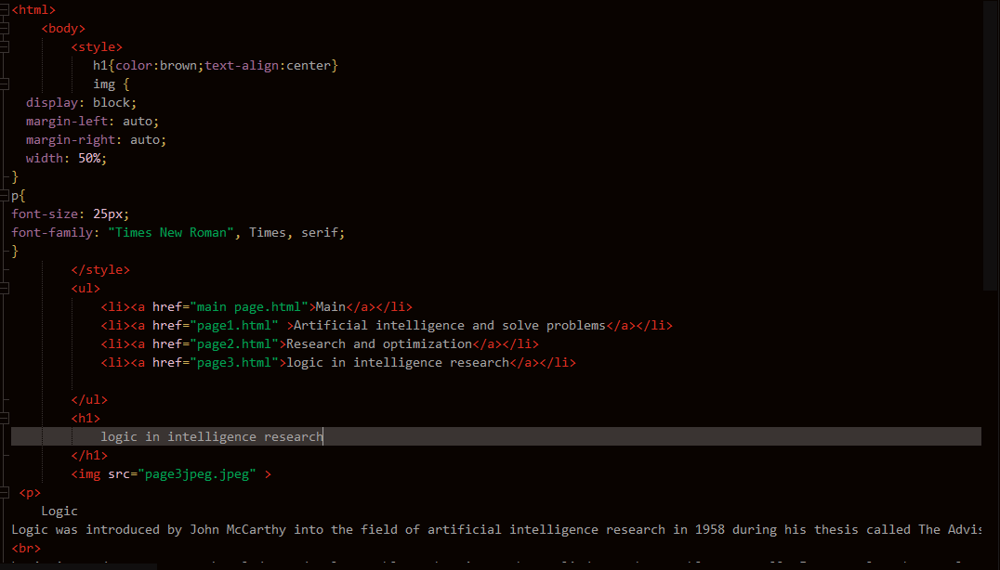 <html>
<body>
<style>
h1{color:brown;text-align:center}
img {
display: block;
margin-left: auto;
margin-right: auto;
width: 50%;
}
p{
font-size: 25px;
font-family: "Times New Roman", Times, serif;
}
</style>
<ul>
<li><a href="main page.html">Main</a></li>
<li><a href="page1.html" >Artificial intelligence and solve problems</a></li>
<li><a href="page2.html">Research and optimization</a></li>
<li><a href="page3.html">logic in intelligence research</a></li>
</ul>
<h1>
logic in intelligence research
</h1>
<img src="page3jpeg.jpeg" >
<p>
Logic
Logic was introduced by John McCarthy into the field of artificial intelligence research in 1958 during his thesis called The Advis
<br>